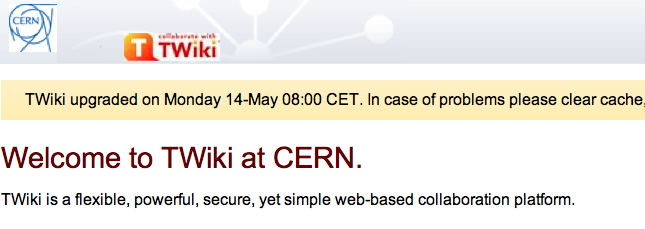 CERN
collaborate with
TWiki
TWiki upgraded on Monday 14-May 08:00 CET. In case of problems please clear cache,
Welcome to TWiki at CERN.
TWiki is a flexible, powerful, secure, yet simple web-based collaboration platform.